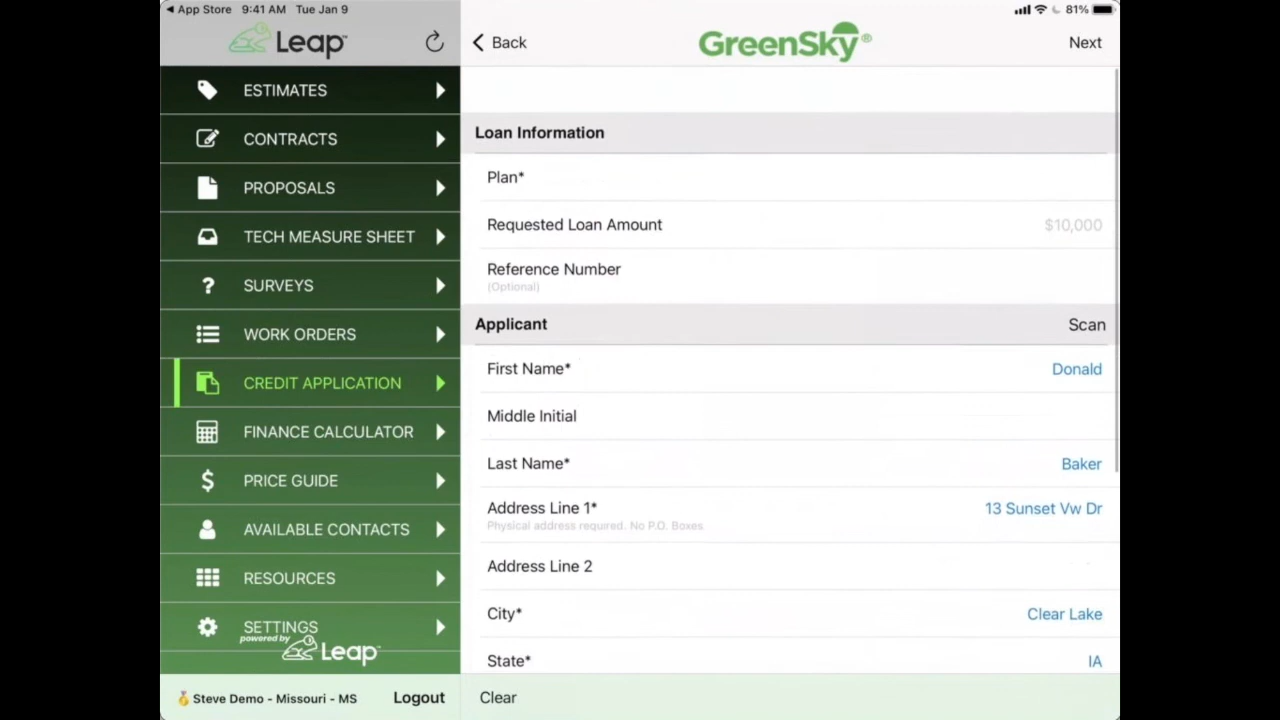 App Store 9:41 AM Tue Jan 9
81%
Leap™
ESTIMATES
CONTRACTS
PROPOSALS
TECH MEASURE SHEET
SURVEYS
WORK ORDERS
CREDIT APPLICATION
FINANCE CALCULATOR
PRICE GUIDE
AVAILABLE CONTACTS
RESOURCES
SETTINGS
powered by
Leap™
Steve Demo - Missouri - MS Logout
Back GreenSky® Next
Loan Information
Plan*
Requested Loan Amount $10,000
Reference Number
(Optional)
Applicant Scan
First Name* Donald
Middle Initial
Last Name* Baker
Address Line 1* 13 Sunset Vw Dr
Physical address required. No P.O. Boxes
Address Line 2
City* Clear Lake
State* IA
Clear